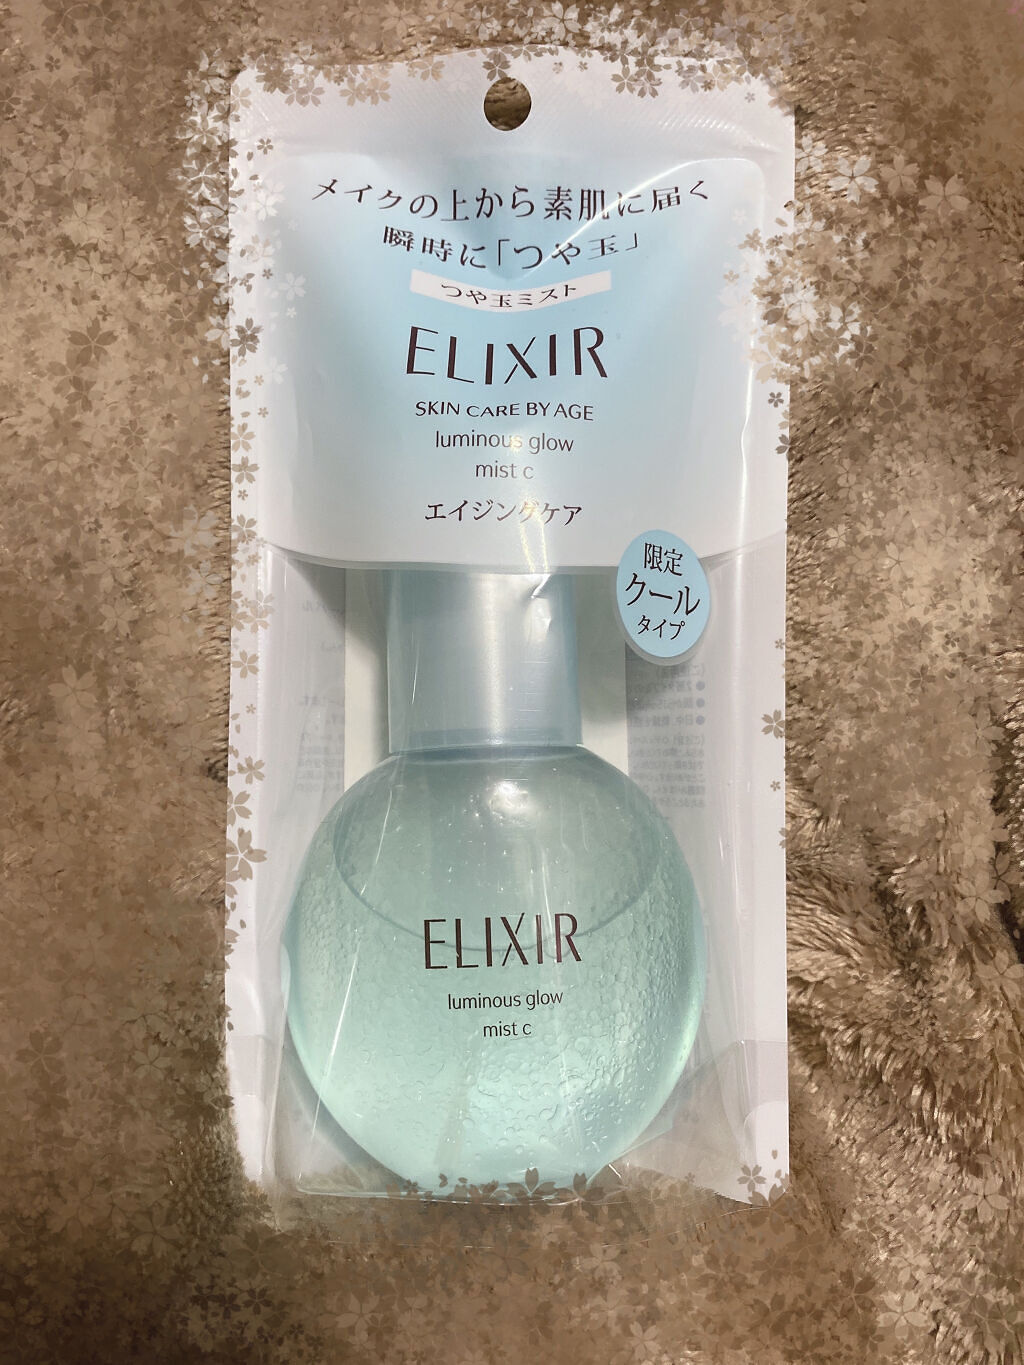 メイクの上から素肌に届く
瞬時に「つや玉」
つや玉ミスト
ELIXIR
SKIN CARE BY AGE
luminous glow
mist c
エイジングケア
限定
クール
タイプ
ELIXIR
luminous glow
mist c